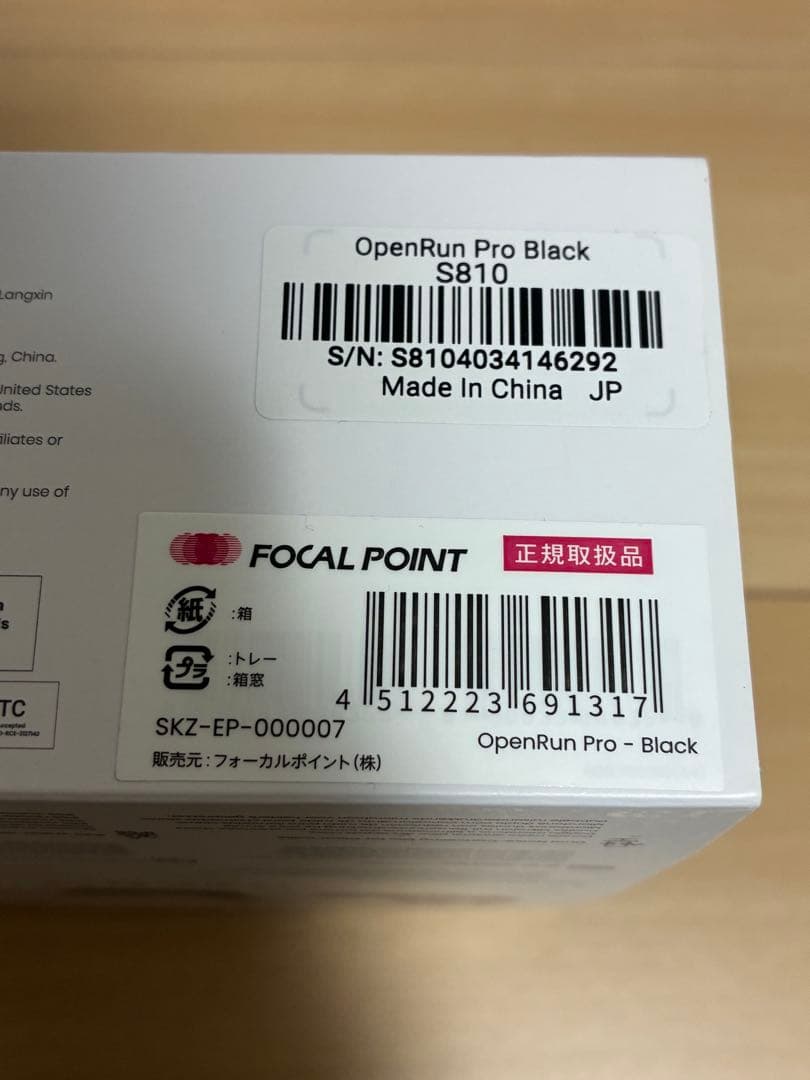 OpenRun Pro Black
S810
S/N: S8104034146292
Made In China JP
Langxin
China.
United States
iliates or
ny use of
FOCAL POINT 正規取扱品
紙 :箱
プラ :トレー
:箱窓
4 512223 691317
SKZ-EP-000007
OpenRun Pro - Black
販売元:フォーカルポイント(株)
TC